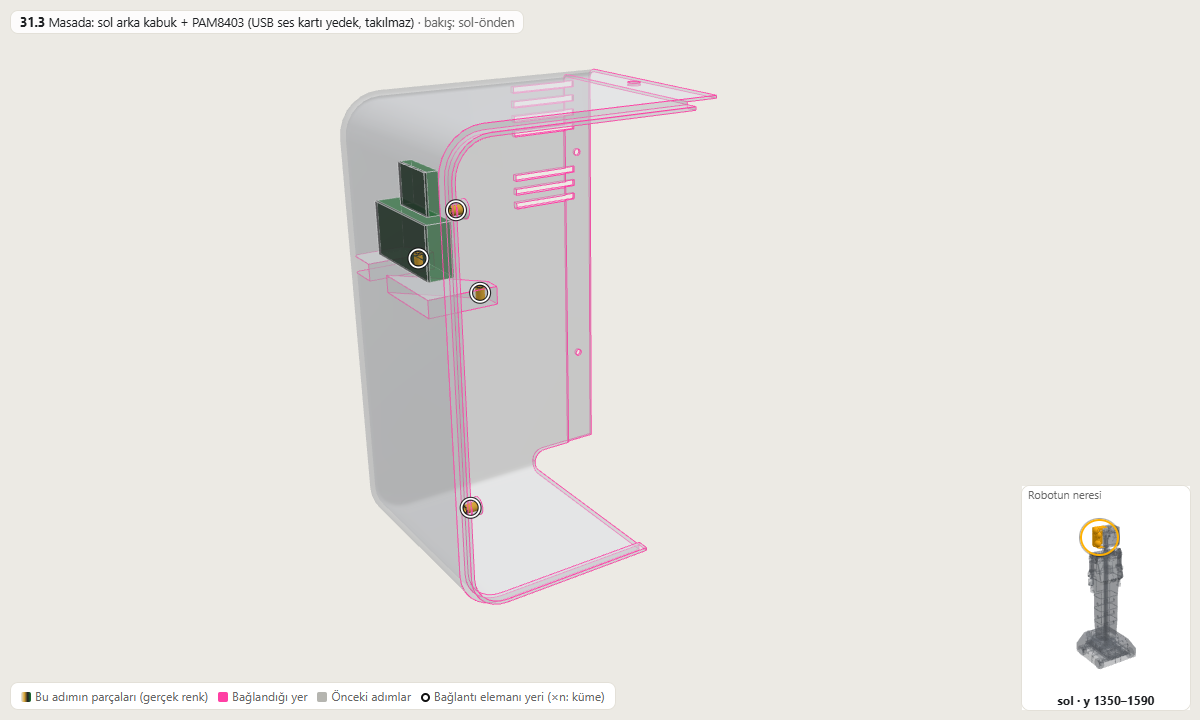 31.3 Masada: sol arka kabuk + PAM8403 (USB ses kartı yedek, takılmaz) · bakış: sol-önden
Robotun neresi
sol · y 1350–1590
Bu adımın parçaları (gerçek renk) Bağlandığı yer Önceki adımlar Bağlantı elemanı yeri (×n: küme)